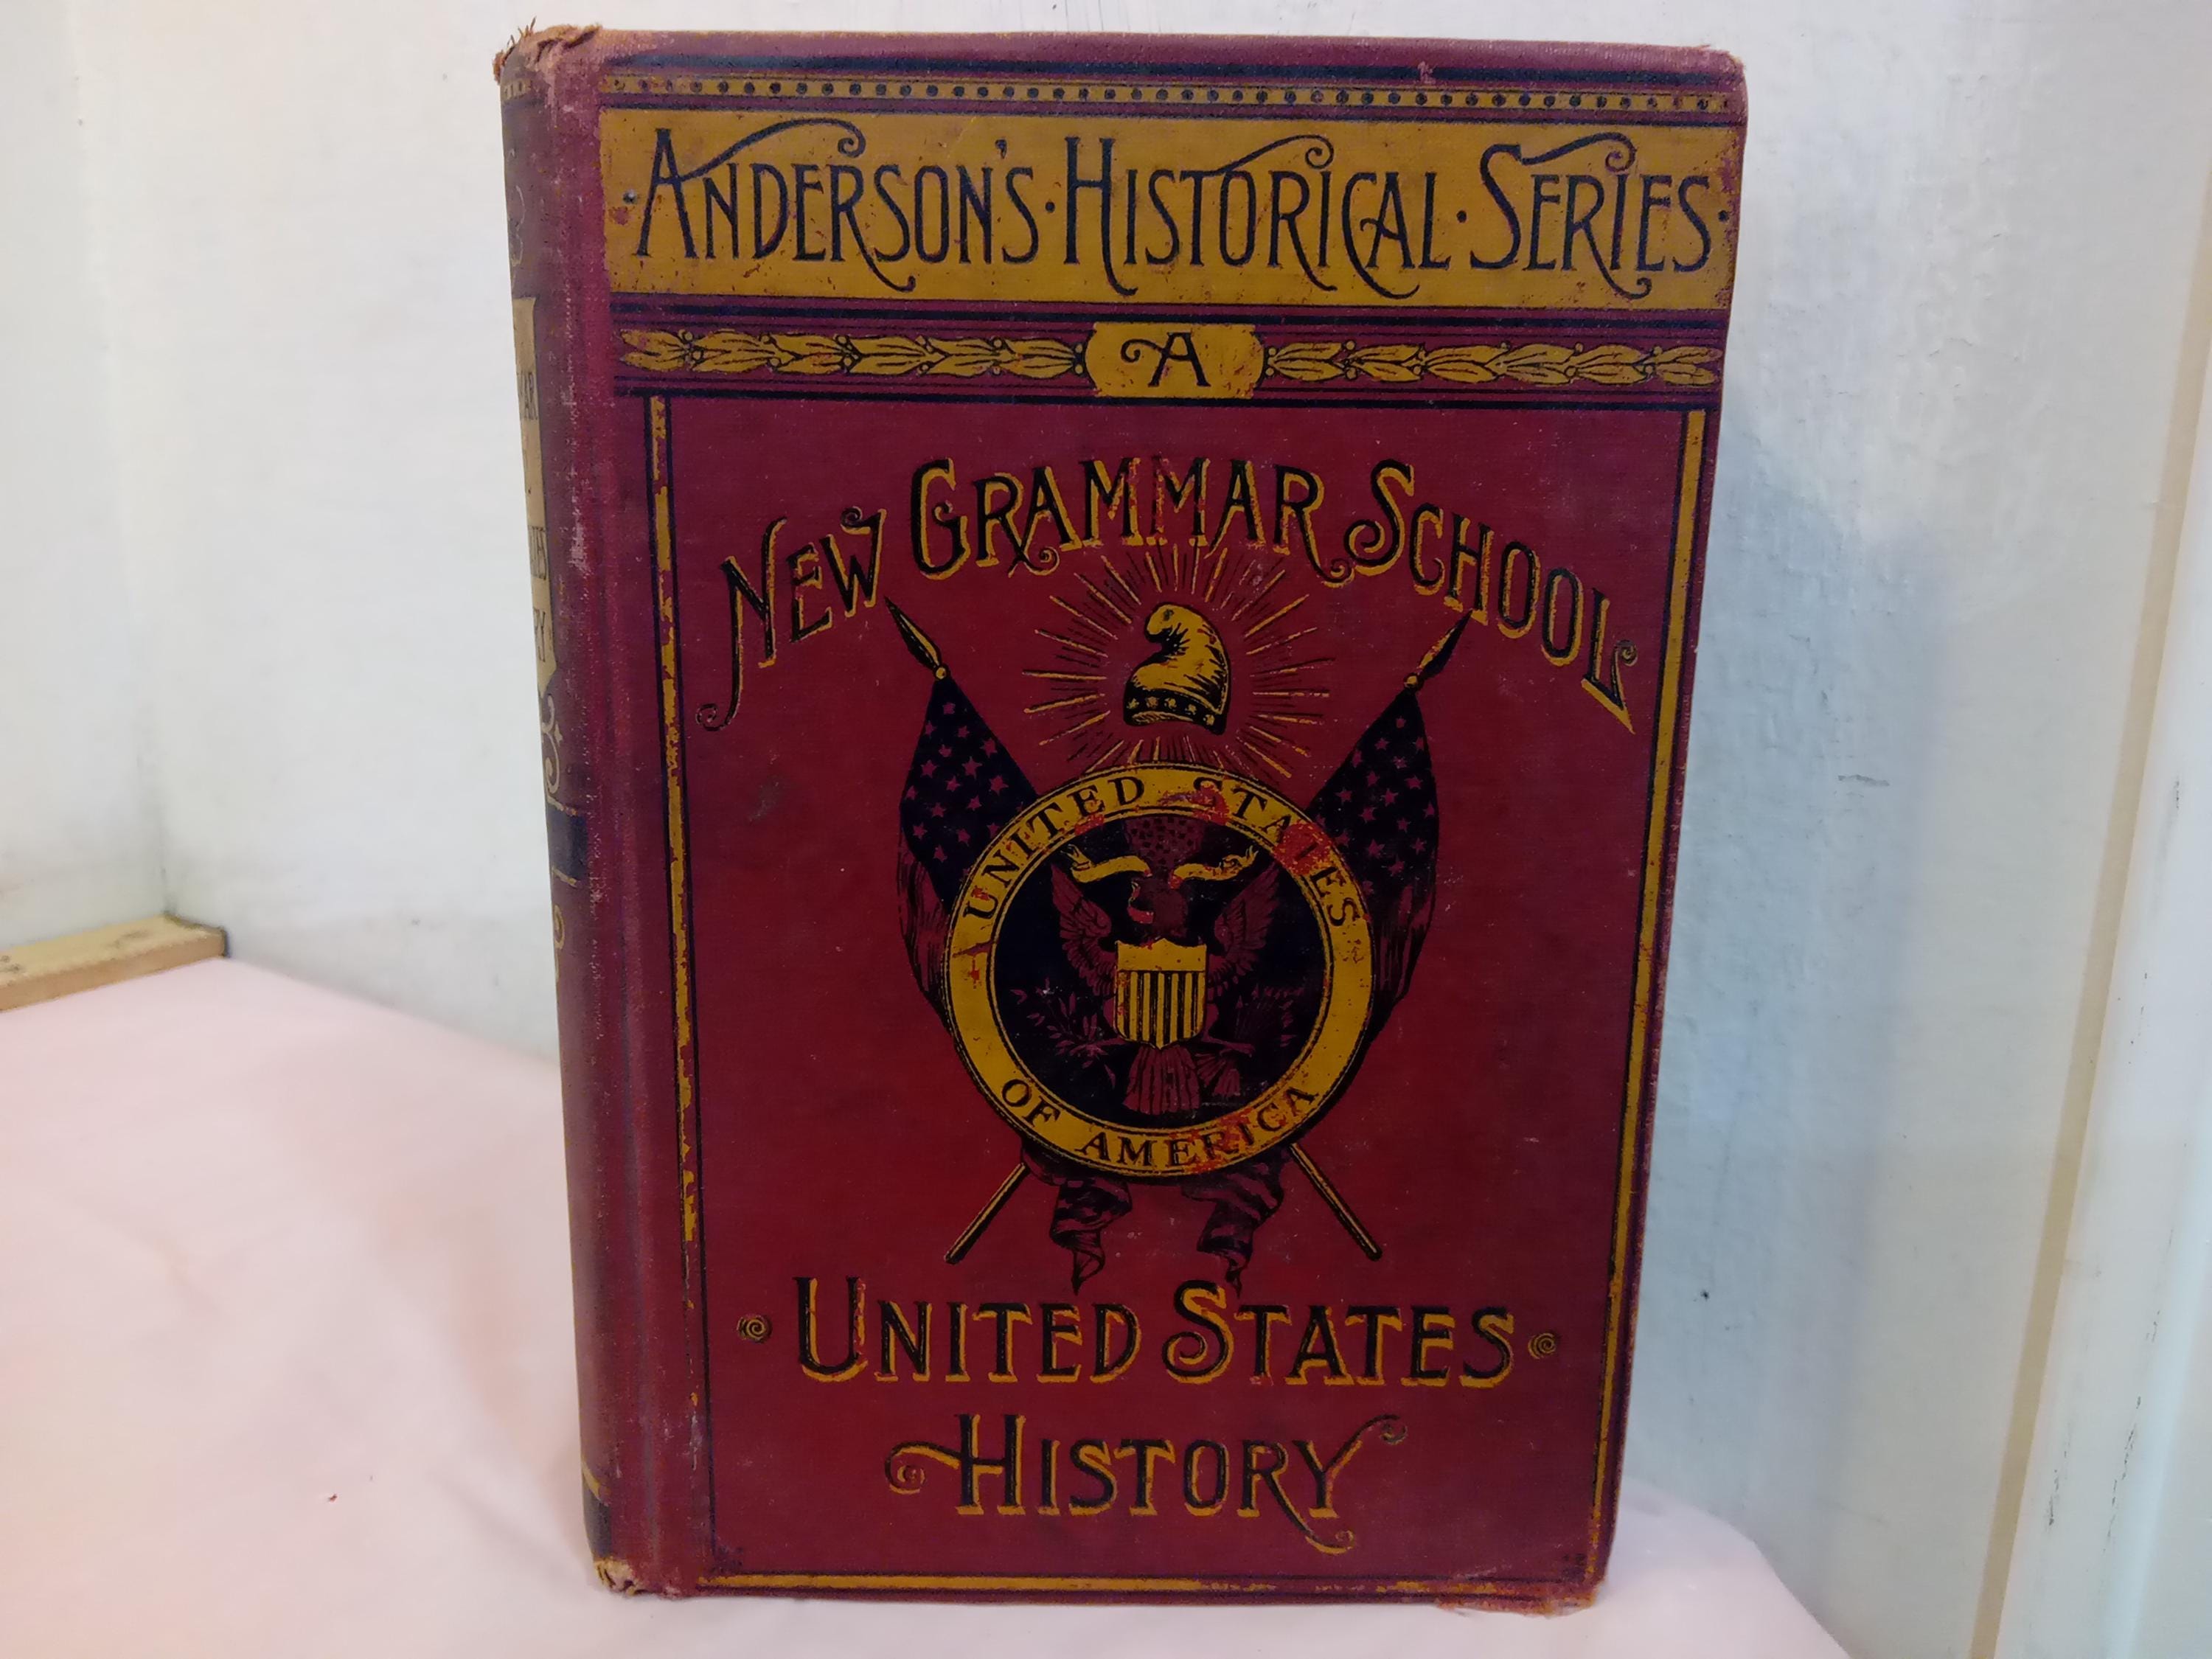 ·ANDERSON'S·HISTORICAL·SERIES·
A
NEW GRAMMAR SCHOOL
UNITED STATES
OF AMERICA
UNITED STATES
HISTORY